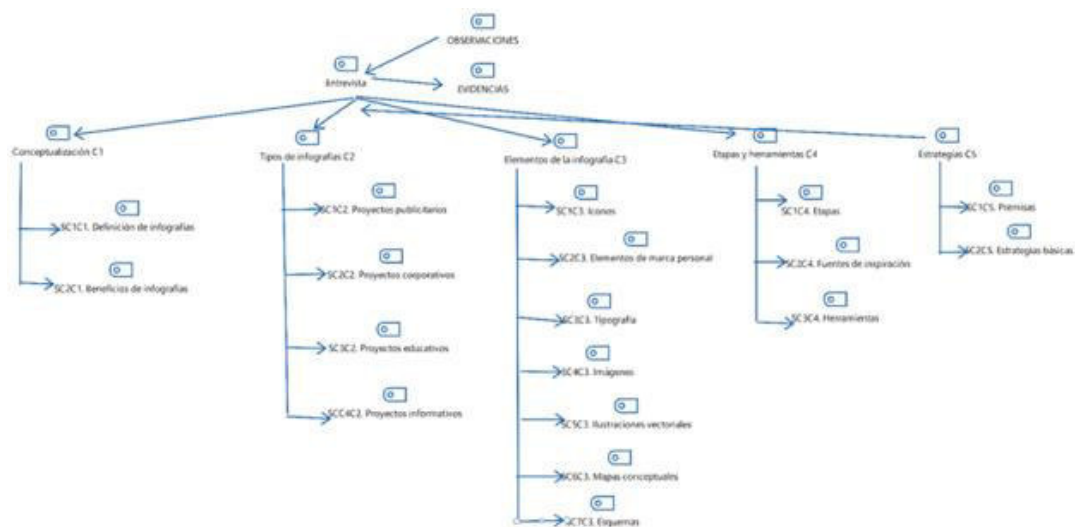 OBSERVACIONES
Entrevista
EVIDENCIAS
Conceptualización C1
Tipos de infografías C2
Elementos de la infografía C3
Etapas y herramientas C4
Estrategías C5
SC1C1. Definición de infografías
SC2C1. Beneficios de infografías
SC1C2. Proyectos publicitarios
SC2C2. Proyectos corporativos
SC3C2. Proyectos educativos
SCC4C2. Proyectos informativos
SC1C3. Iconos
SC2C3. Elementos de marca personal
SC3C3. Tipografía
SC4C3. Imágenes
SC5C3. Ilustraciones vectoriales
SC6C3. Mapas conceptuales
SC7C3. Esquemas
SC1C4. Etapas
SC2C4. Fuentes de inspiración
SC3C4. Herramientas
SC1C5. Premisas
SC2C5. Estrategias básicas